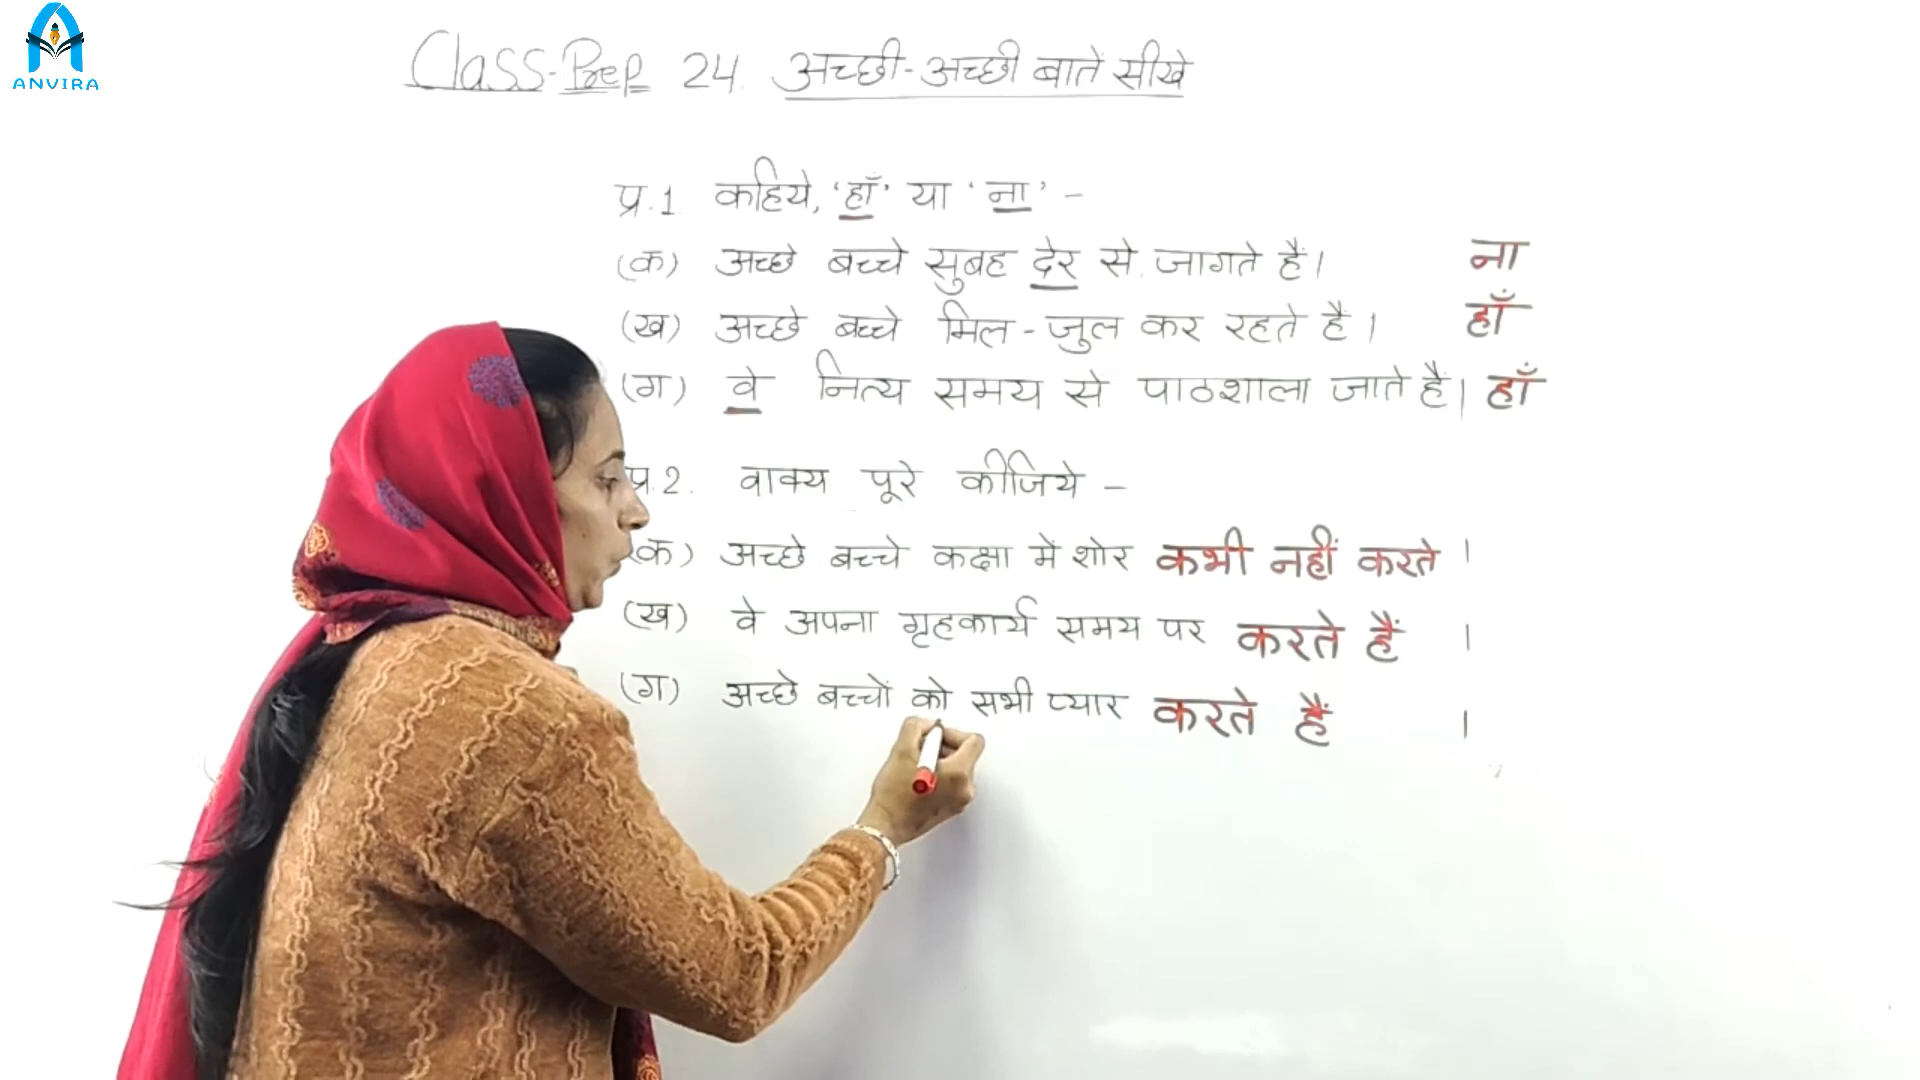 ANVIRA
Class-Prep 24. अच्छी-अच्छी बातें सीखे
प्र.1 कहिये, 'हाँ' या 'ना' -
(क) अच्छे बच्चे सुबह देर से जागते हैं। ना
(ख) अच्छे बच्चे मिल-जुल कर रहते है। हाँ
(ग) वे नित्य समय से पाठशाला जाते है। हाँ
प्र.2. वाक्य पूरे कीजिये -
(क) अच्छे बच्चे कक्षा में शोर कभी नहीं करते ।
(ख) वे अपना गृहकार्य समय पर करते हैं ।
(ग) अच्छे बच्चों को सभी प्यार करते हैं ।